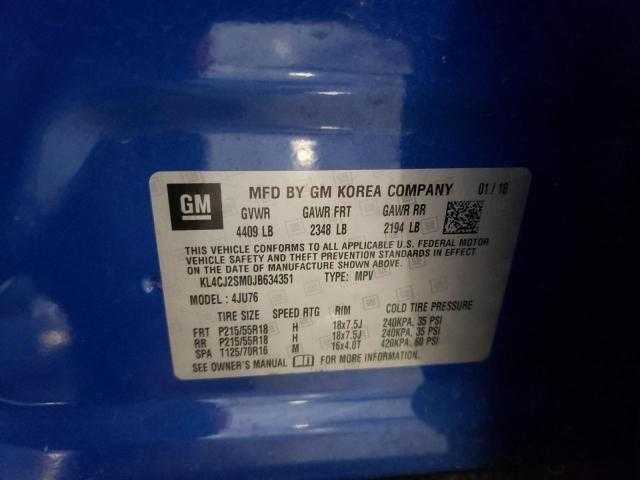 GM MFD BY GM KOREA COMPANY 01/18
GVWR GAWR FRT GAWR RR
4409 LB 2348 LB 2194 LB
THIS VEHICLE CONFORMS TO ALL APPLICABLE U.S. FEDERAL MOTOR
VEHICLE SAFETY AND THEFT PREVENTION STANDARDS IN EFFECT ON
THE DATE OF MANUFACTURE SHOWN ABOVE.
KL4CJ2SM0JB634351 TYPE: MPV
MODEL: 4JU76
TIRE SIZE SPEED RTG RIM COLD TIRE PRESSURE
FRT P215/55R18 H 18x7.5J 240KPA, 35 PSI
RR P215/55R18 H 18x7.5J 240KPA, 35 PSI
SPA T125/70R16 M 16x4.0T 420KPA, 60 PSI
SEE OWNER'S MANUAL FOR MORE INFORMATION.